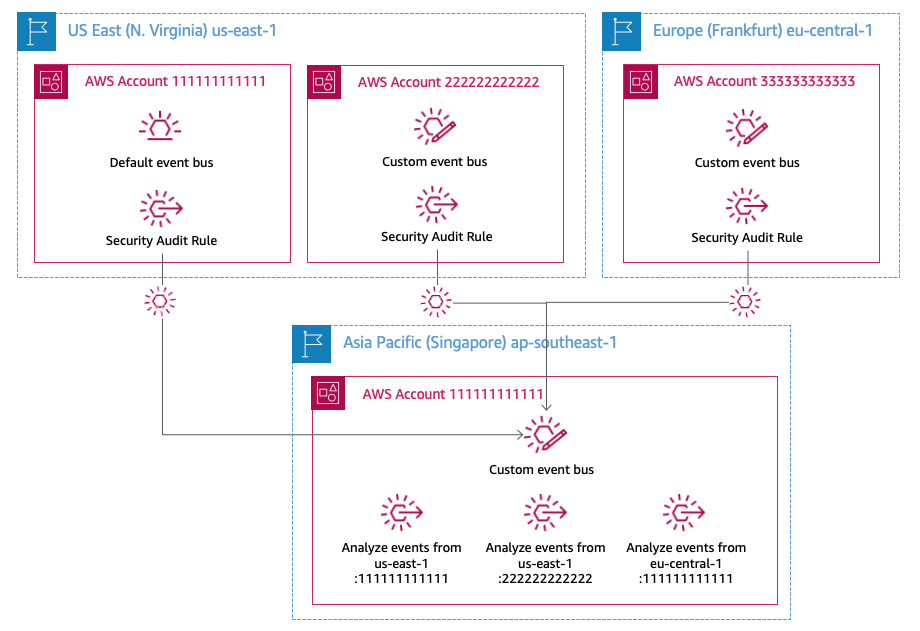 US East (N. Virginia) us-east-1
Europe (Frankfurt) eu-central-1
AWS Account 111111111111
AWS Account 222222222222
AWS Account 333333333333
Default event bus
Custom event bus
Custom event bus
Security Audit Rule
Security Audit Rule
Security Audit Rule
Asia Pacific (Singapore) ap-southeast-1
AWS Account 111111111111
Custom event bus
Analyze events from
us-east-1
:111111111111
Analyze events from
us-east-1
:222222222222
Analyze events from
eu-central-1
:111111111111